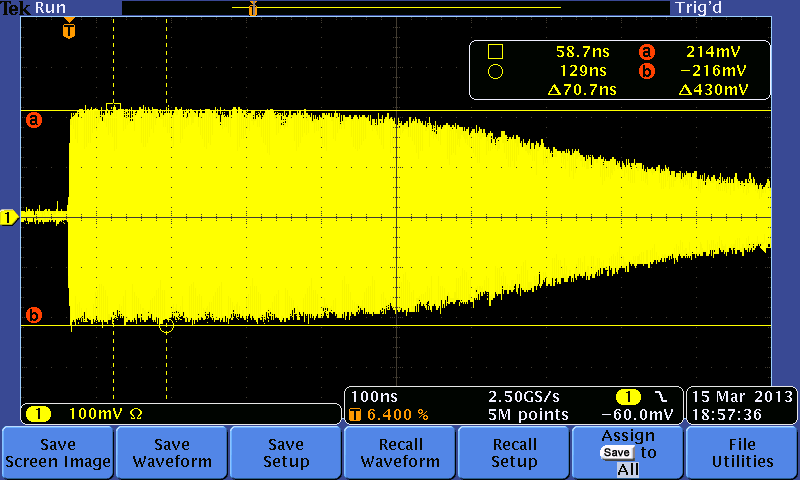 Tek Run Trig'd
T
58.7ns a 214mV
129ns b −216mV
Δ70.7ns Δ430mV
a
1
b
1 100mV Ω
100ns 2.50GS/s 1
T 6.400 % 5M points −60.0mV
15 Mar 2013
18:57:36
Save
Screen Image
Save
Waveform
Save
Setup
Recall
Waveform
Recall
Setup
Assign
Save to
All
File
Utilities